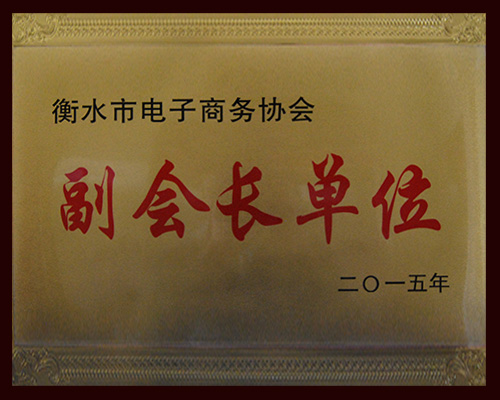 衡水市电子商务协会
副会长单位
二〇一五年